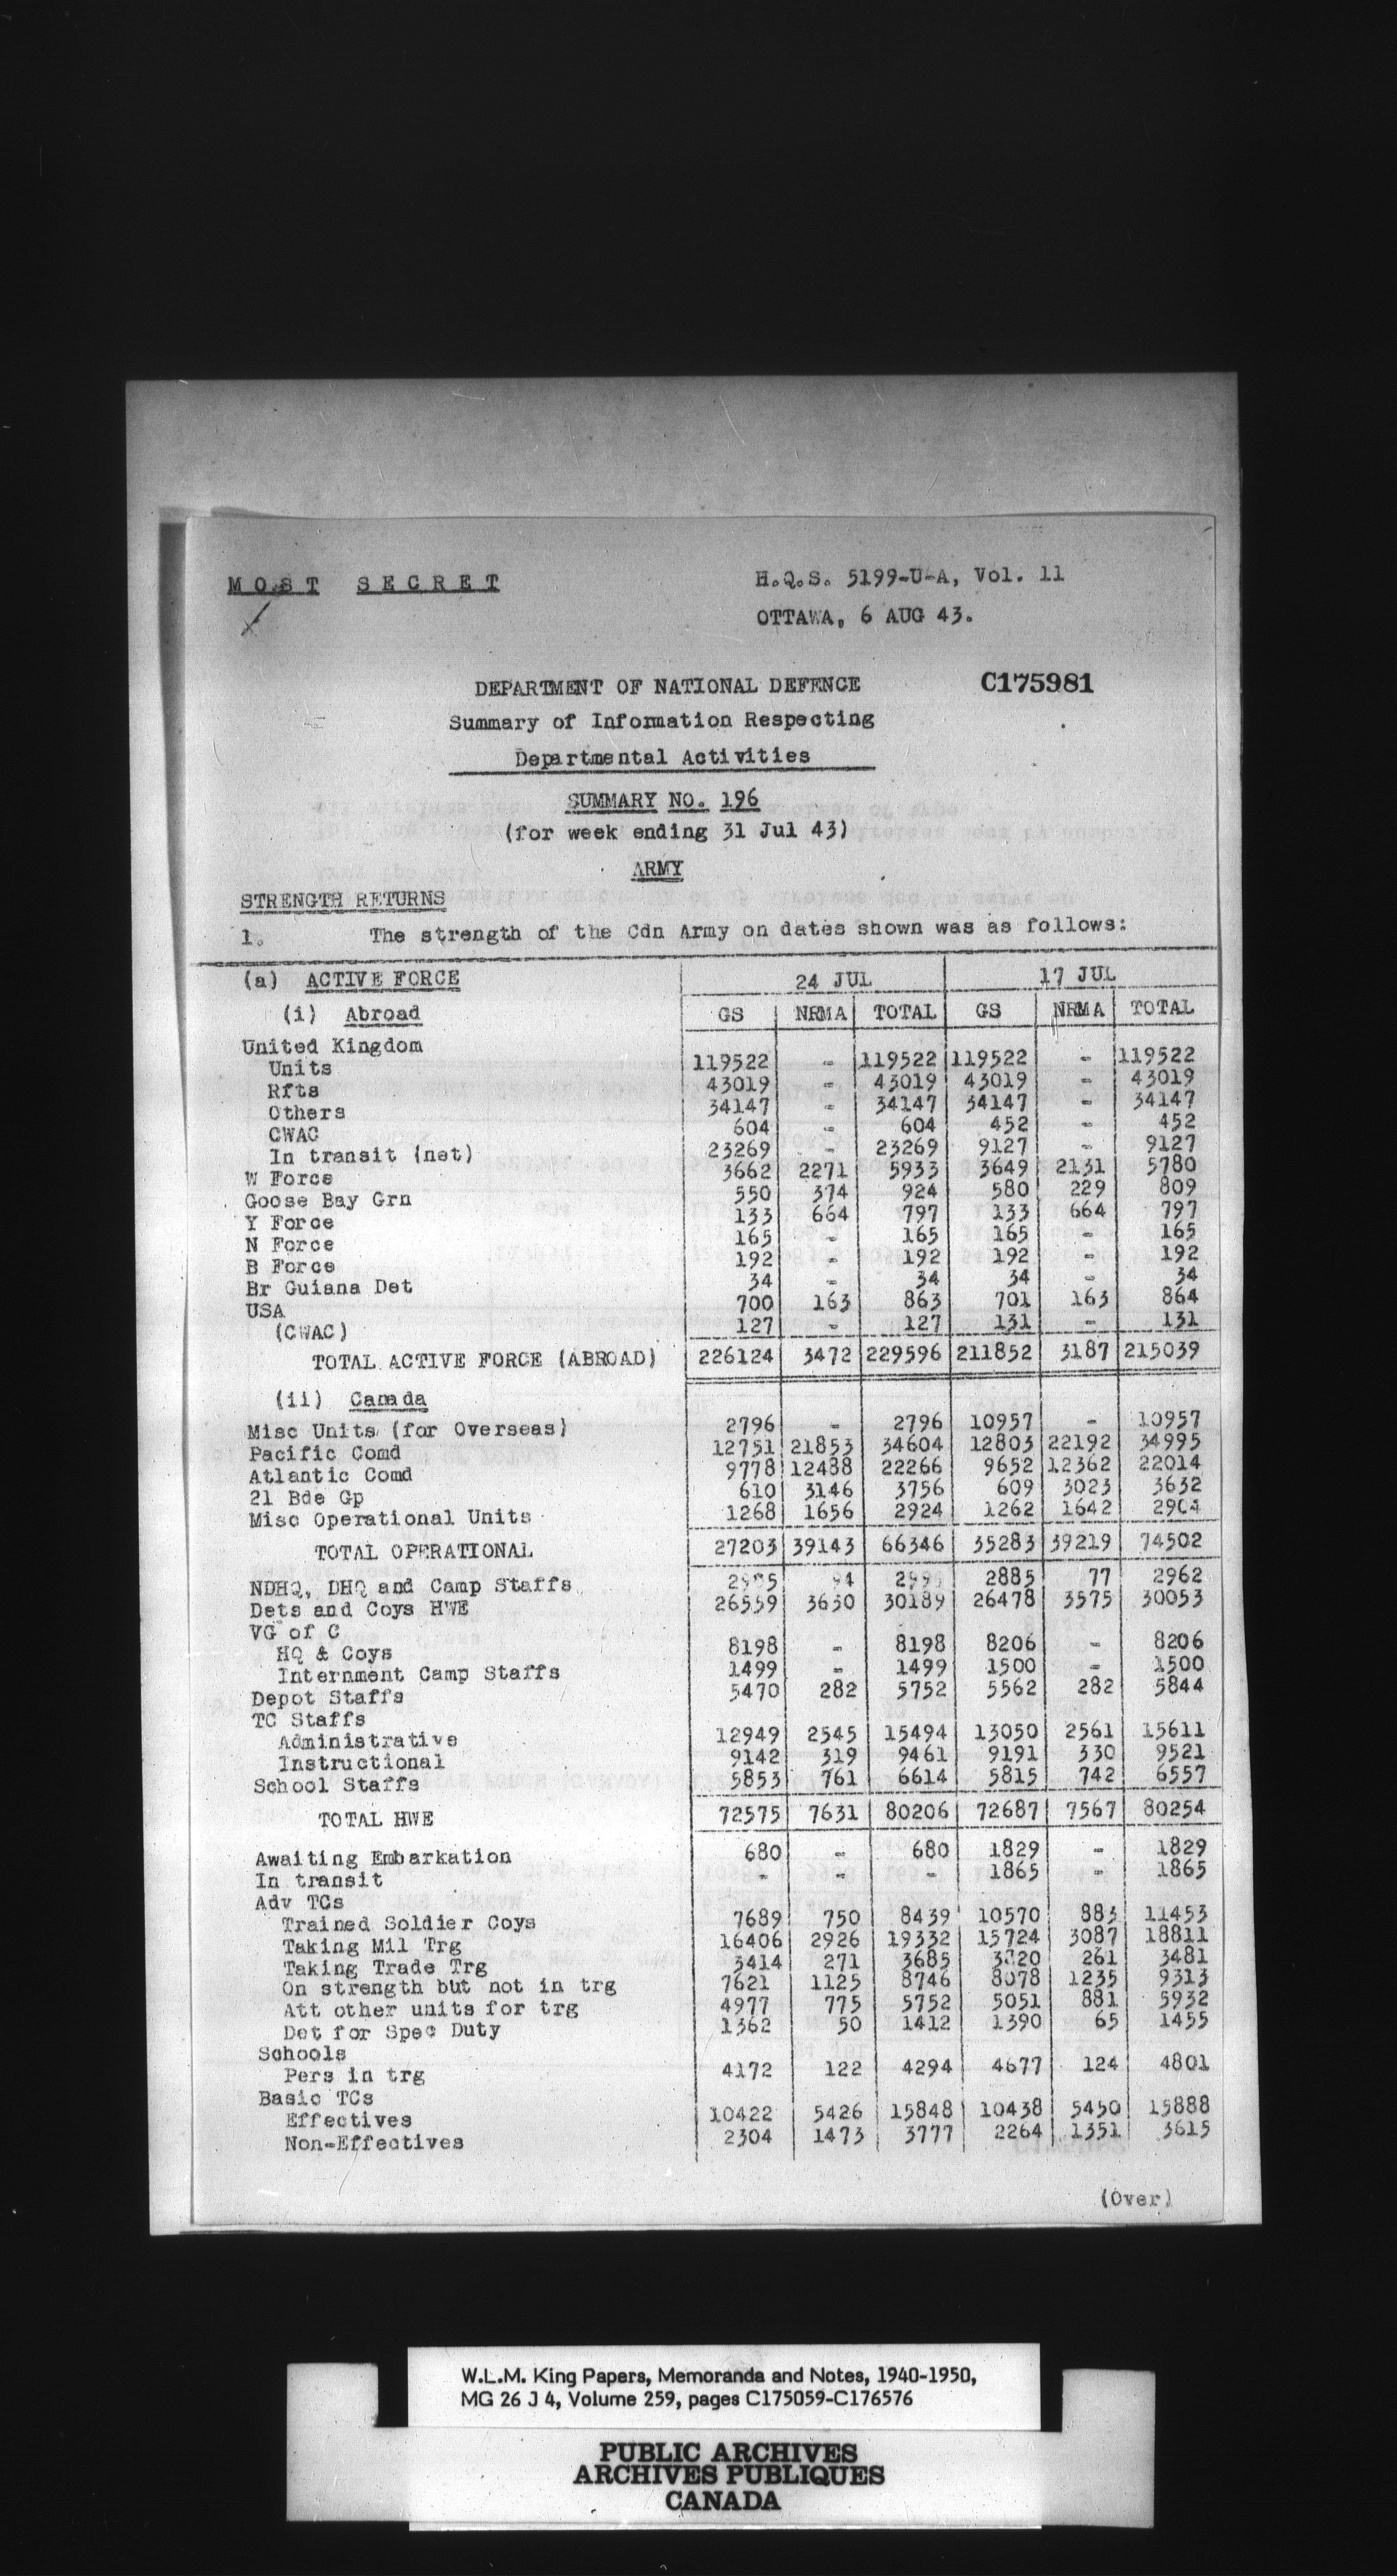 MOST SECRET
H.Q.S. 5199-U-A, Vol. 11
OTTAWA, 6 AUG 43.
DEPARTMENT OF NATIONAL DEFENCE
C175981
Summary of Information Respecting
Departmental Activities
SUMMARY NO. 196
(for week ending 31 Jul 43)
ARMY
STRENGTH RETURNS
1. The strength of the Cdn Army on dates shown was as follows:
(a) ACTIVE FORCE 24 JUL 17 JUL
(i) Abroad GS NRMA TOTAL GS NRMA TOTAL
United Kingdom
Units 119522 - 119522 119522 - 119522
Rfts 43019 - 43019 43019 - 43019
Others 34147 - 34147 34147 - 34147
CWAC 604 - 604 452 - 452
In transit (net) 23269 - 23269 9127 - 9127
W Force 3662 2271 5933 3649 2131 5780
Goose Bay Grn 550 374 924 580 229 809
Y Force 133 664 797 133 664 797
N Force 165 - 165 165 - 165
B Force 192 - 192 192 - 192
Br Guiana Det 34 - 34 34 - 34
USA 700 163 863 701 163 864
(CWAC) 127 - 127 131 - 131
TOTAL ACTIVE FORCE (ABROAD) 226124 3472 229596 211852 3187 215039
(ii) Canada
Misc Units (for Overseas) 2796 - 2796 10957 - 10957
Pacific Comd 12751 21853 34604 12803 22192 34995
Atlantic Comd 9778 12488 22266 9652 12362 22014
21 Bde Gp 610 3146 3756 609 3023 3632
Misc Operational Units 1268 1656 2924 1262 1642 2904
TOTAL OPERATIONAL 27203 39143 66346 35283 39219 74502
NDHQ, DHQ and Camp Staffs 94 2885 77 2962
Dets and Coys HWE 26559 3630 30189 26478 3575 30053
VG of C
HQ & Coys 8198 - 8198 8206 - 8206
Internment Camp Staffs 1499 - 1499 1500 - 1500
Depot Staffs 5470 282 5752 5562 282 5844
TC Staffs
Administrative 12949 2545 15494 13050 2561 15611
Instructional 9142 319 9461 9191 330 9521
School Staffs 5853 761 6614 5815 742 6557
TOTAL HWE 72575 7631 80206 72687 7567 80254
Awaiting Embarkation 680 - 680 1829 - 1829
In transit - - - 1865 - 1865
Adv TCs
Trained Soldier Coys 7689 750 8439 10570 883 11453
Taking Mil Trg 16406 2926 19332 15724 3087 18811
Taking Trade Trg 3414 271 3685 3220 261 3481
On strength but not in trg 7621 1125 8746 8078 1235 9313
Att other units for trg 4977 775 5752 5051 881 5932
Det for Spec Duty 1362 50 1412 1390 65 1455
Schools
Pers in trg 4172 122 4294 4677 124 4801
Basic TCs
Effectives 10422 5426 15848 10438 5450 15888
Non-Effectives 2304 1473 3777 2264 1351 3615
(Over)
W.L.M. King Papers, Memoranda and Notes, 1940-1950,
MG 26 J 4, Volume 259, pages C175059-C176576
PUBLIC ARCHIVES
ARCHIVES PUBLIQUES
CANADA